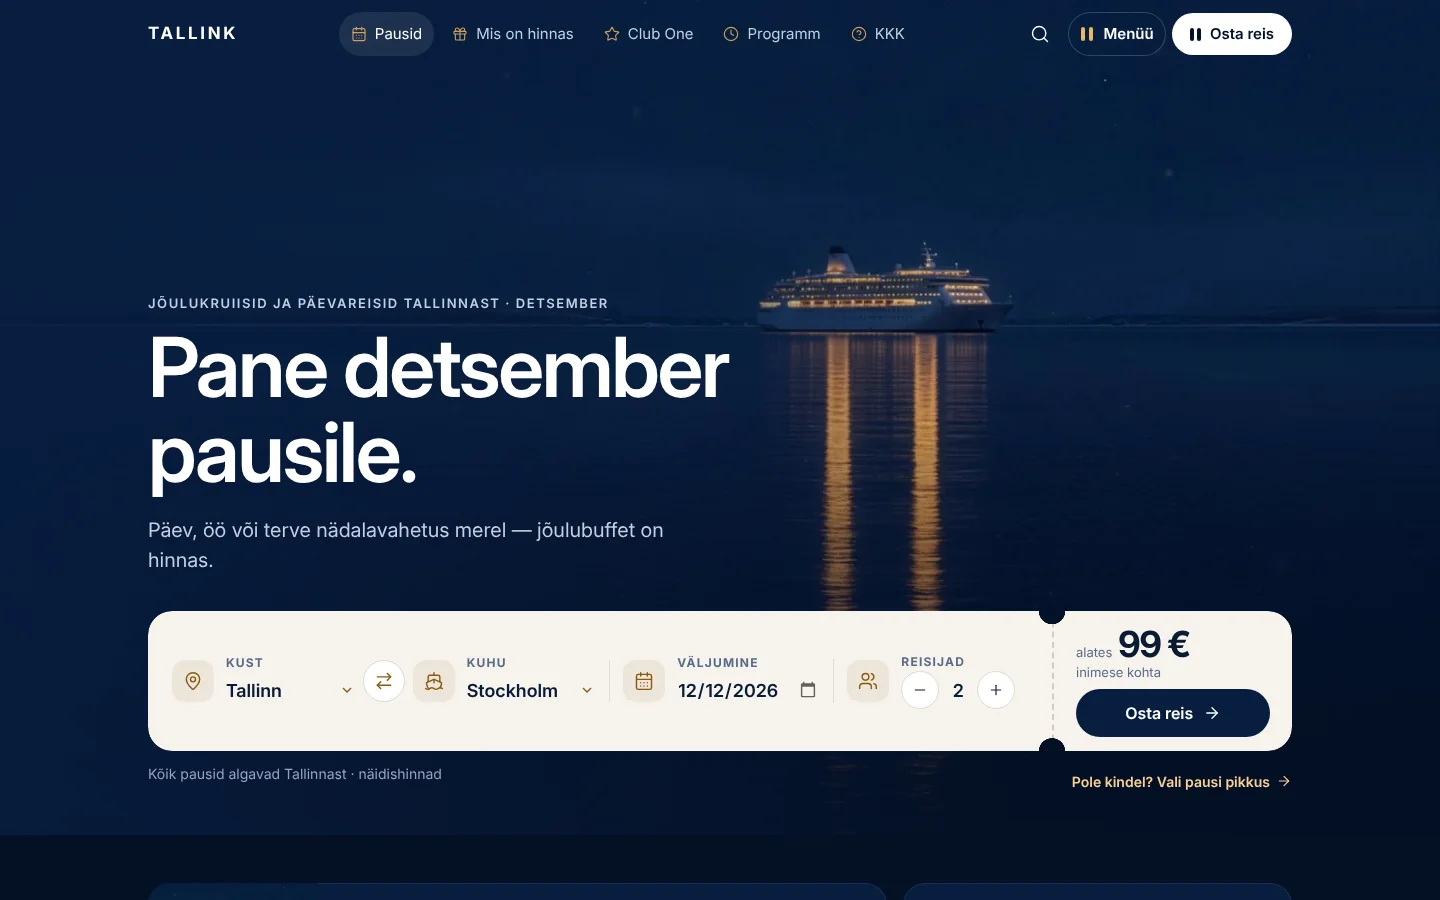 TALLINK
Pausid
Mis on hinnas
Club One
Programm
KKK
Menüü
Osta reis
JÕULUKRUIISID JA PÄEVAREISID TALLINNAST · DETSEMBER
Pane detsember
pausile.
Päev, öö või terve nädalavahetus merel — jõulubuffet on
hinnas.
KUST
Tallinn
KUHU
Stockholm
VÄLJUMINE
12/12/2026
REISIJAD
2
alates 99 €
inimese kohta
Osta reis
Kõik pausid algavad Tallinnast · näidishinnad
Pole kindel? Vali pausi pikkus